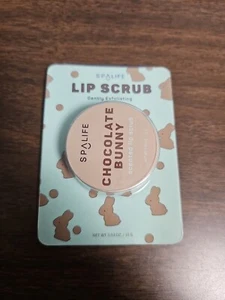 SPALIFE
LIP SCRUB
Gently Exfoliating
SPALIFE
CHOCOLATE
BUNNY